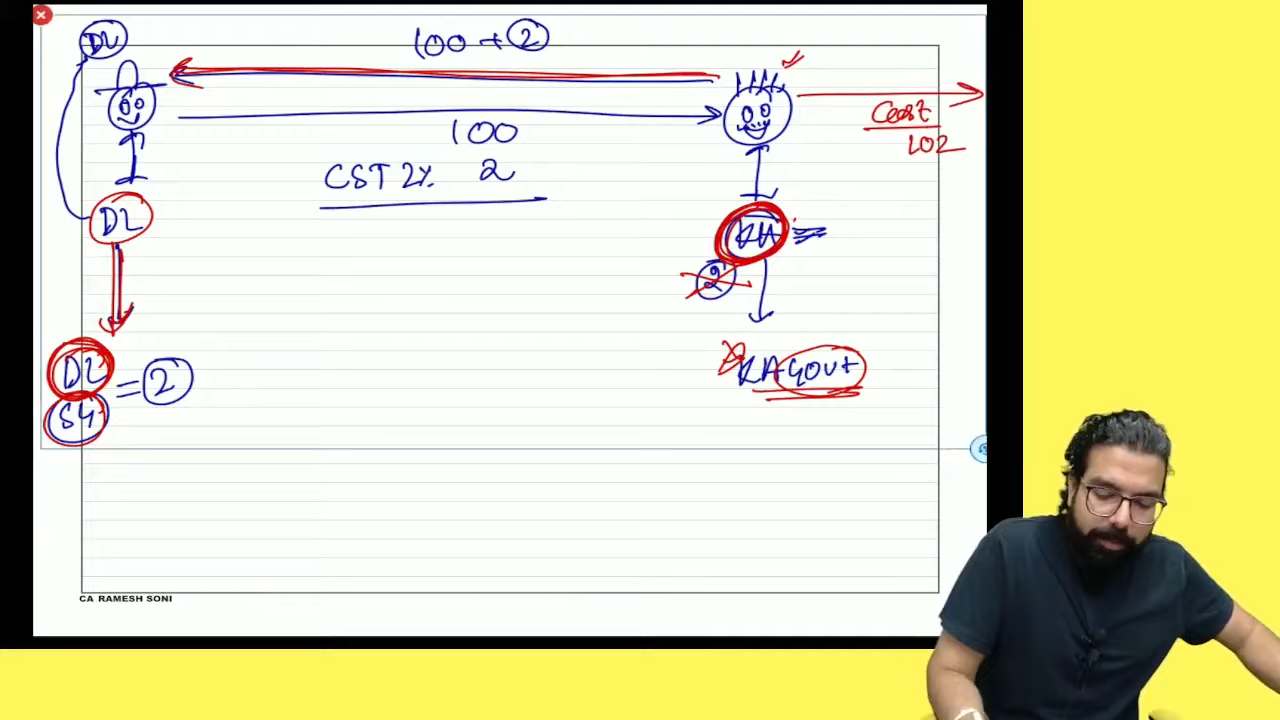 DL
100 + 2
100
CST 2% 2
Cost
102
DL
KA
2
DL
= 2
SG
KA Govt
CA RAMESH SONI